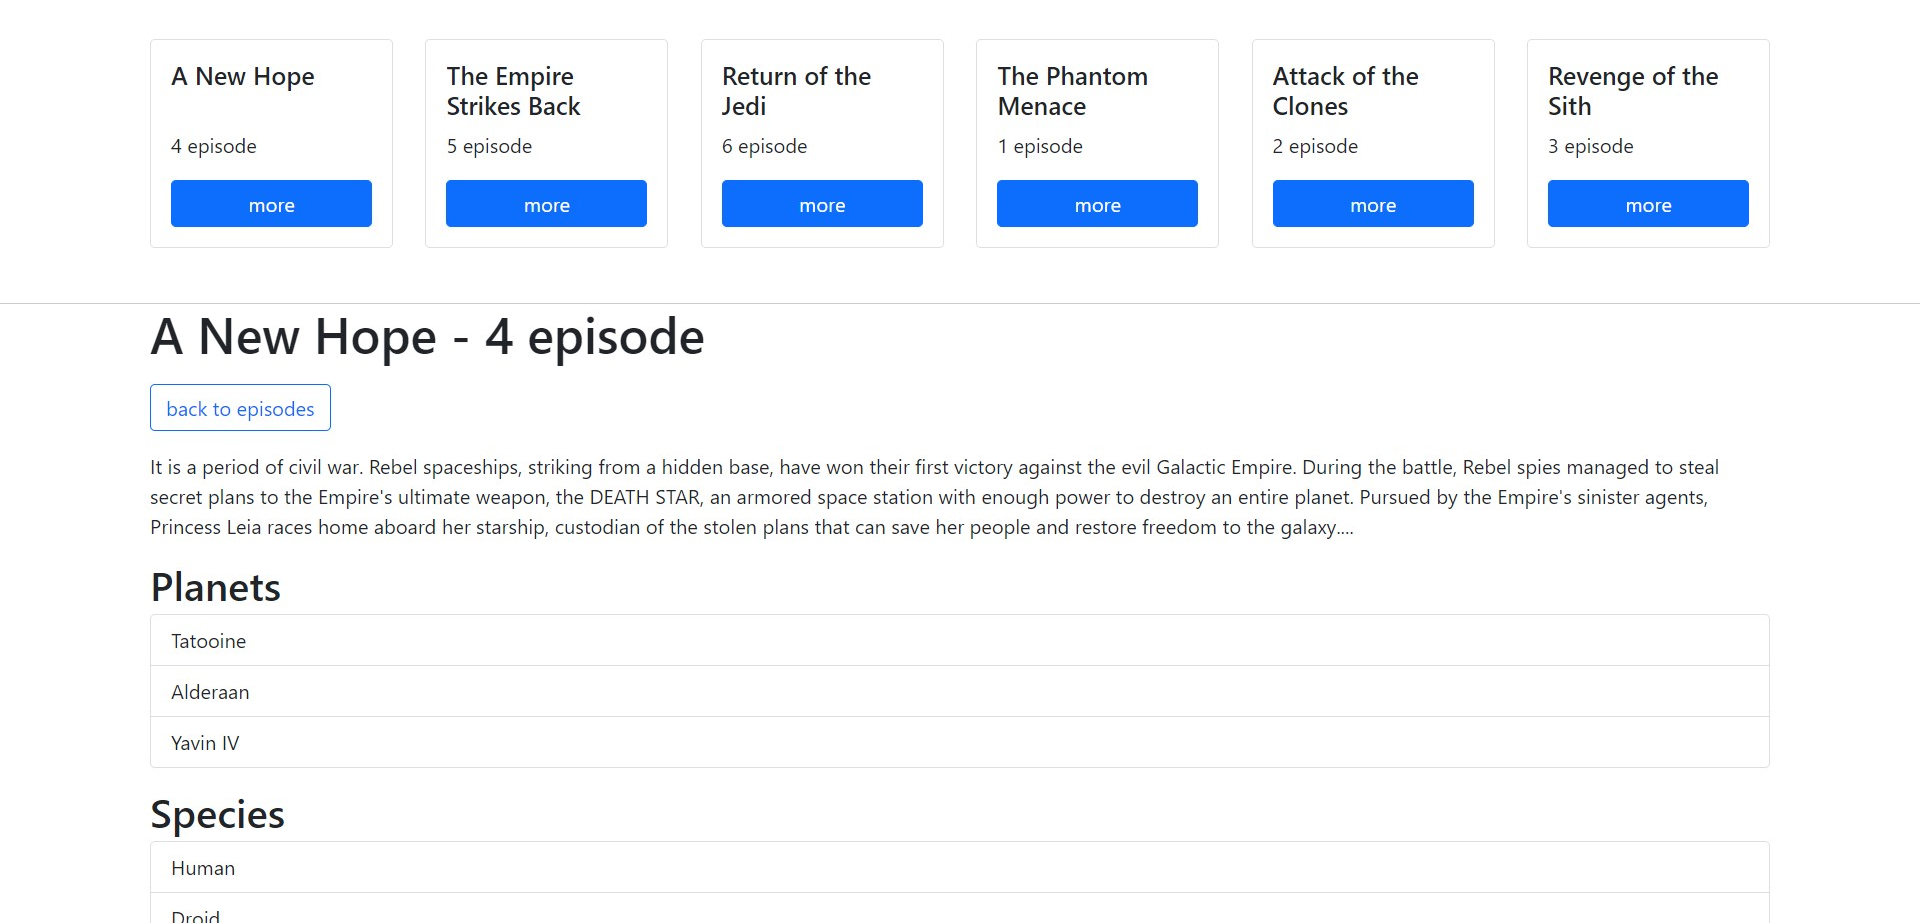 A New Hope
4 episode
more
The Empire
Strikes Back
5 episode
more
Return of the
Jedi
6 episode
more
The Phantom
Menace
1 episode
more
Attack of the
Clones
2 episode
more
Revenge of the
Sith
3 episode
more
A New Hope - 4 episode
back to episodes
It is a period of civil war. Rebel spaceships, striking from a hidden base, have won their first victory against the evil Galactic Empire. During the battle, Rebel spies managed to steal
secret plans to the Empire's ultimate weapon, the DEATH STAR, an armored space station with enough power to destroy an entire planet. Pursued by the Empire's sinister agents,
Princess Leia races home aboard her starship, custodian of the stolen plans that can save her people and restore freedom to the galaxy....
Planets
Tatooine
Alderaan
Yavin IV
Species
Human
Droid